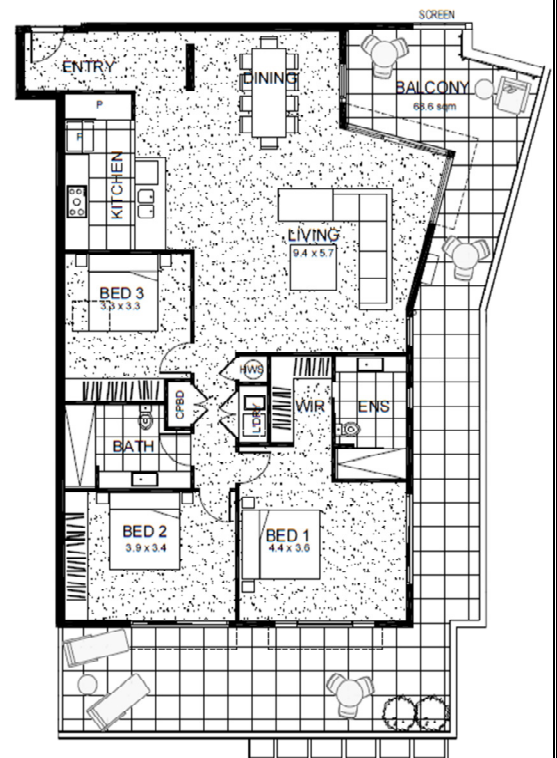 SCREEN
ENTRY
DINING
BALCONY
68.6 sqm
P
F
KITCHEN
LIVING
9.4 x 5.7
BED 3
3.3 x 3.3
HWS
CPBD
L'DRY
WIR
ENS
BATH
BED 2
3.9 x 3.4
BED 1
4.4 x 3.6